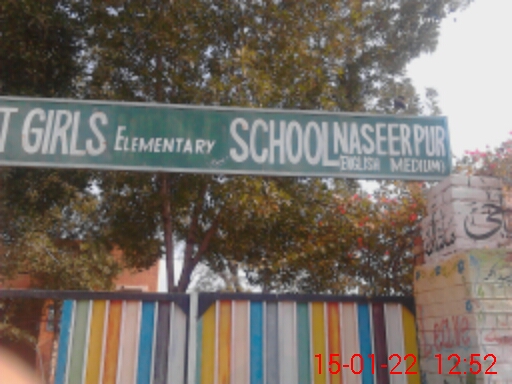 T GIRLS ELEMENTARY SCHOOL NASEERPUR
(ENGLISH MEDIUM)
15-01-22 12:52